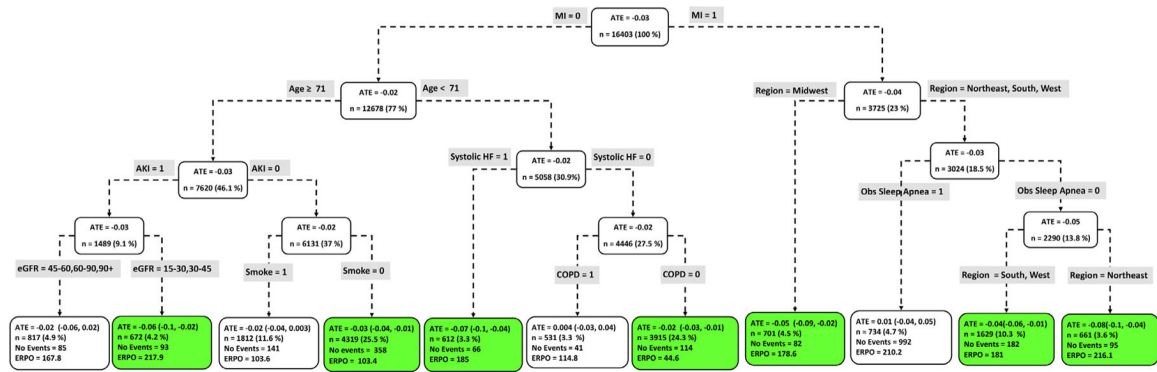 MI = 0
MI = 1
ATE = -0.03
n = 16403 (100 %)
Age ≥ 71
Age < 71
ATE = -0.02
n = 12678 (77 %)
Region = Midwest
Region = Northeast, South, West
ATE = -0.04
n = 3725 (23 %)
AKI = 1
AKI = 0
ATE = -0.03
n = 7620 (46.1 %)
Systolic HF = 1
Systolic HF = 0
ATE = -0.02
n = 5058 (30.9%)
ATE = -0.03
n = 3024 (18.5 %)
Obs Sleep Apnea = 1
Obs Sleep Apnea = 0
ATE = -0.03
n = 1489 (9.1 %)
ATE = -0.02
n = 6131 (37 %)
ATE = -0.02
n = 4446 (27.5 %)
ATE = -0.05
n = 2290 (13.8 %)
eGFR = 45-60,60-90,90+
eGFR = 15-30,30-45
Smoke = 1
Smoke = 0
COPD = 1
COPD = 0
Region = South, West
Region = Northeast
ATE = -0.02 (-0.06, 0.02)
n = 817 (4.9 %)
No Events = 85
ERPO = 167.8
ATE = -0.06 (-0.1, -0.02)
n = 672 (4.2 %)
No Events = 93
ERPO = 217.9
ATE = -0.02 (-0.04, 0.003)
n = 1812 (11.6 %)
No Events = 141
ERPO = 103.6
ATE = -0.03 (-0.04, -0.01)
n = 4319 (25.5 %)
No events = 358
ERPO = 103.4
ATE = -0.07 (-0.1, -0.04)
n = 612 (3.3 %)
No Events = 66
ERPO = 185
ATE = 0.004 (-0.03, 0.04)
n = 531 (3.3 %)
No Events = 41
ERPO = 114.8
ATE = -0.02 (-0.03, -0.01)
n = 3915 (24.3 %)
No Events = 114
ERPO = 44.6
ATE = -0.05 (-0.09, -0.02)
n = 701 (4.5 %)
No Events = 82
ERPO = 178.6
ATE = 0.01 (-0.04, 0.05)
n = 734 (4.7 %)
No Events = 992
ERPO = 210.2
ATE = -0.04(-0.06, -0.01)
n = 1629 (10.3 %)
No Events = 182
ERPO = 181
ATE = -0.08(-0.1, -0.04)
n = 661 (3.6 %)
No Events = 95
ERPO = 216.1